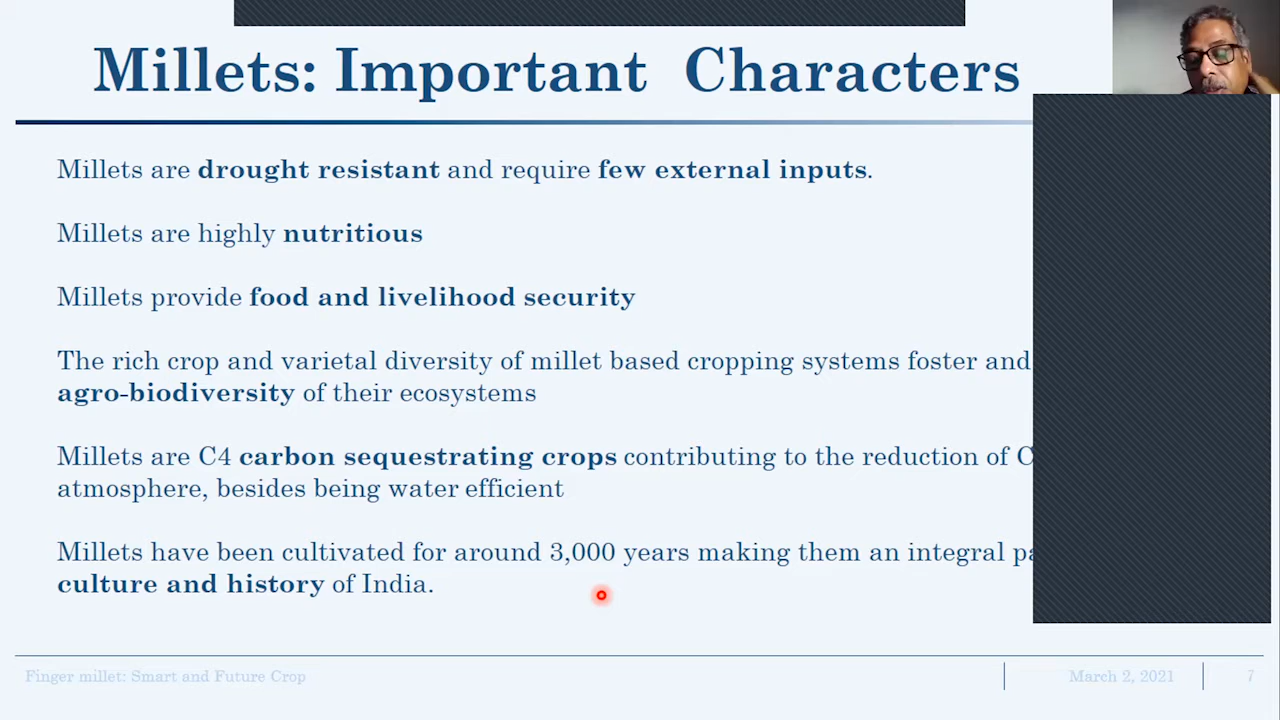 Millets: Important Characters
Millets are drought resistant and require few external inputs.
Millets are highly nutritious
Millets provide food and livelihood security
The rich crop and varietal diversity of millet based cropping systems foster and
agro-biodiversity of their ecosystems
Millets are C4 carbon sequestrating crops contributing to the reduction of
atmosphere, besides being water efficient
Millets have been cultivated for around 3,000 years making them an integral
culture and history of India.
Finger millet: Smart and Future Crop
March 2, 2021
7